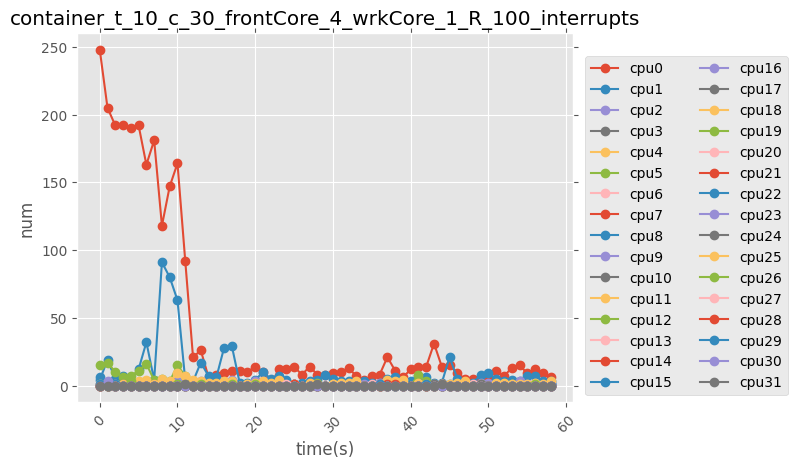 container_t_10_c_30_frontCore_4_wrkCore_1_R_100_interrupts
250
200
150
100
50
0
num
0
10
20
30
40
50
60
time(s)
cpu0
cpu1
cpu2
cpu3
cpu4
cpu5
cpu6
cpu7
cpu8
cpu9
cpu10
cpu11
cpu12
cpu13
cpu14
cpu15
cpu16
cpu17
cpu18
cpu19
cpu20
cpu21
cpu22
cpu23
cpu24
cpu25
cpu26
cpu27
cpu28
cpu29
cpu30
cpu31